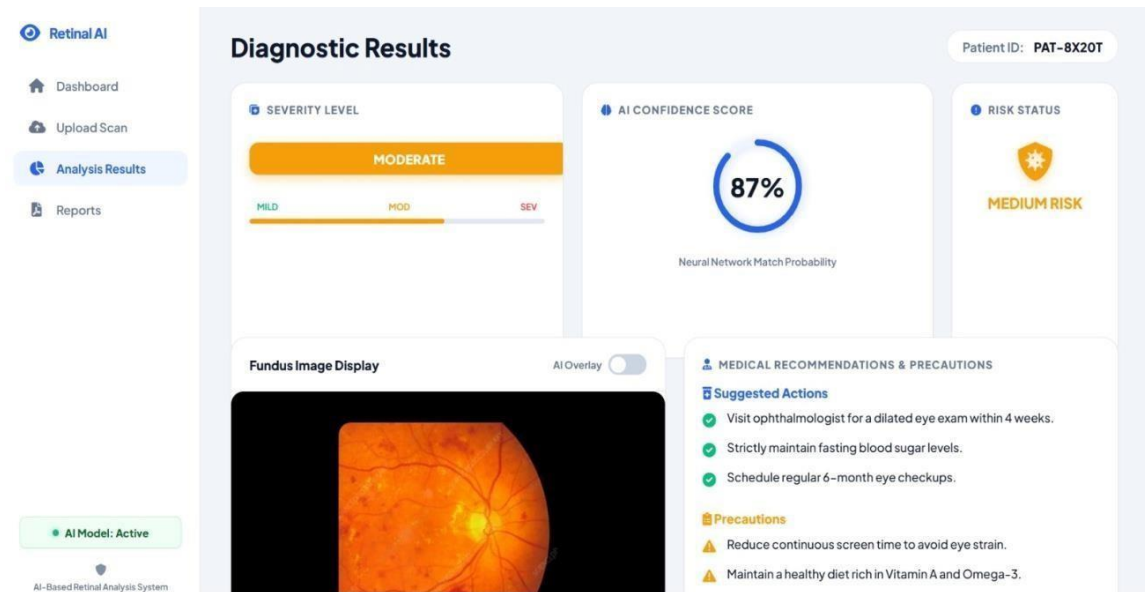 Retinal AI
Dashboard
Upload Scan
Analysis Results
Reports
AI Model: Active
AI-Based Retinal Analysis System
Diagnostic Results
Patient ID: PAT-8X20T
SEVERITY LEVEL
MODERATE
MILD MOD SEV
AI CONFIDENCE SCORE
87%
Neural Network Match Probability
RISK STATUS
MEDIUM RISK
Fundus Image Display
AI Overlay
MEDICAL RECOMMENDATIONS & PRECAUTIONS
Suggested Actions
Visit ophthalmologist for a dilated eye exam within 4 weeks.
Strictly maintain fasting blood sugar levels.
Schedule regular 6-month eye checkups.
Precautions
Reduce continuous screen time to avoid eye strain.
Maintain a healthy diet rich in Vitamin A and Omega-3.